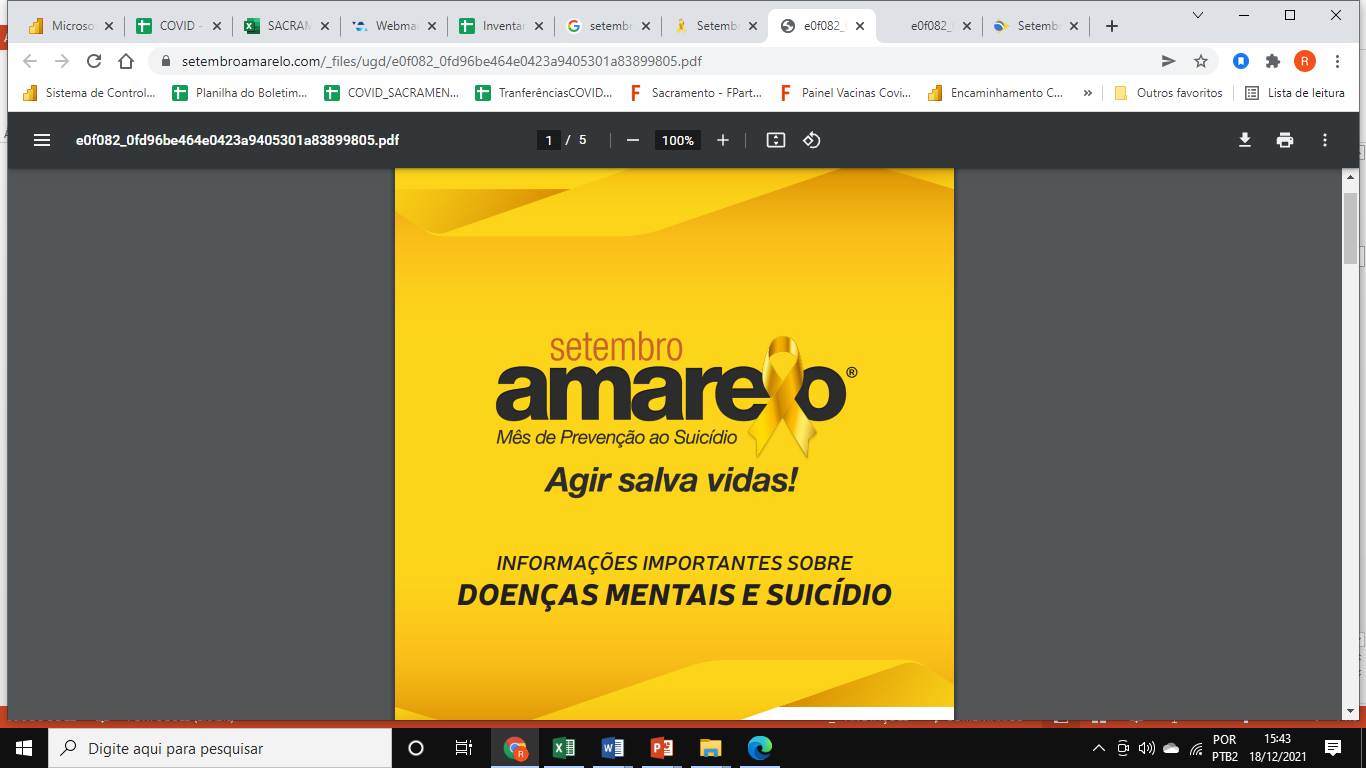 Microso
COVID -
SACRAM
Webma
Inventar
setemb
Setemb
e0f082_
e0f082_
Setemb
setembroamarelo.com/_files/ugd/e0f082_0fd96be464e0423a9405301a83899805.pdf
R
Sistema de Control...
Planilha do Boletim...
COVID_SACRAMEN...
TranferênciasCOVID...
Sacramento - FPart...
Painel Vacinas Covi...
Encaminhamento C...
»
Outros favoritos
Lista de leitura
e0f082_0fd96be464e0423a9405301a83899805.pdf
1 / 5
100%
setembro
amarelo®
Mês de Prevenção ao Suicídio
Agir salva vidas!
INFORMAÇÕES IMPORTANTES SOBRE
DOENÇAS MENTAIS E SUICÍDIO
Digite aqui para pesquisar
POR
PTB2
15:43
18/12/2021